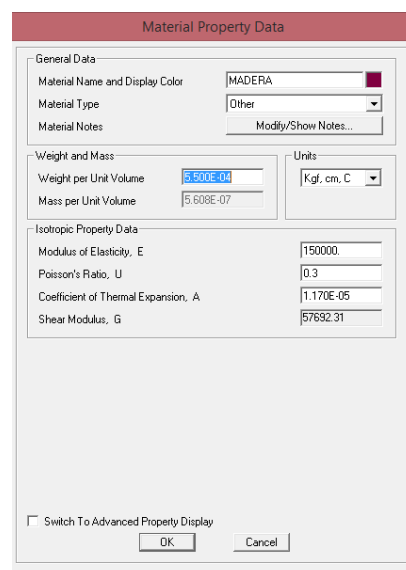 Material Property Data
General Data
Material Name and Display Color MADERA
Material Type Other
Material Notes Modify/Show Notes...
Weight and Mass Units
Weight per Unit Volume 5.500E-04 Kgf, cm, C
Mass per Unit Volume 5.608E-07
Isotropic Property Data
Modulus of Elasticity, E 150000.
Poisson's Ratio, U 0.3
Coefficient of Thermal Expansion, A 1.170E-05
Shear Modulus, G 57692.31
Switch To Advanced Property Display
OK Cancel